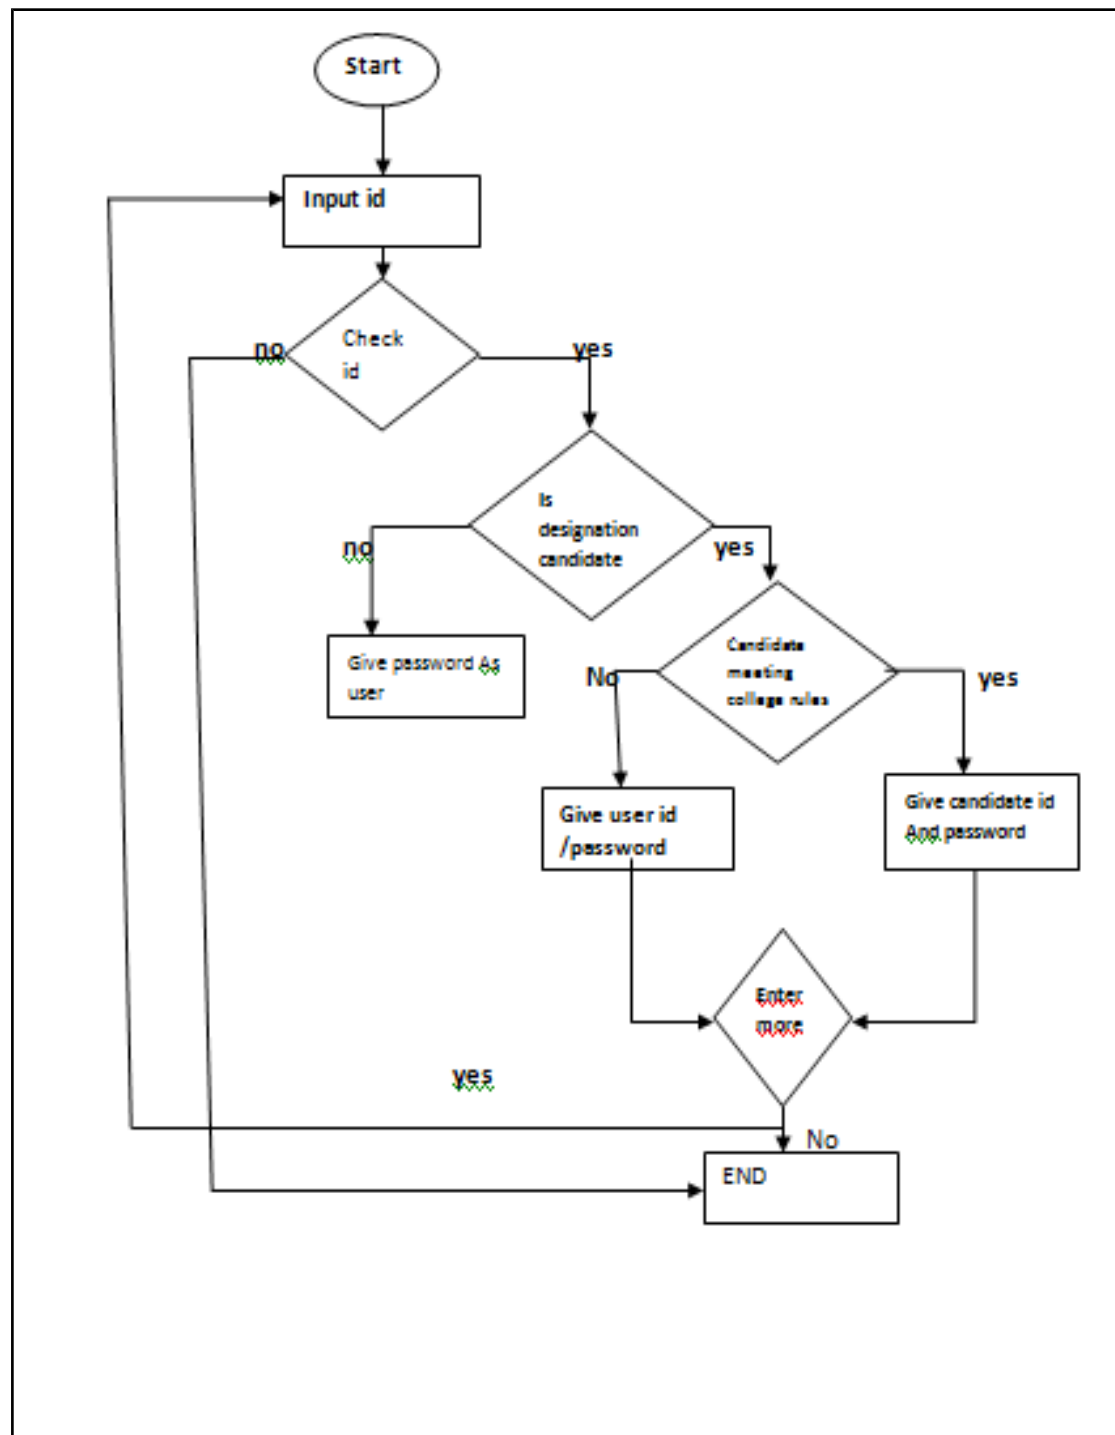 Start
Input id
Check
id
no
yes
Is
designation
candidate
no
yes
Give password As
user
Candidate
meeting
college rules
No
yes
Give user id
/password
Give candidate id
And password
Enter
more
yes
No
END